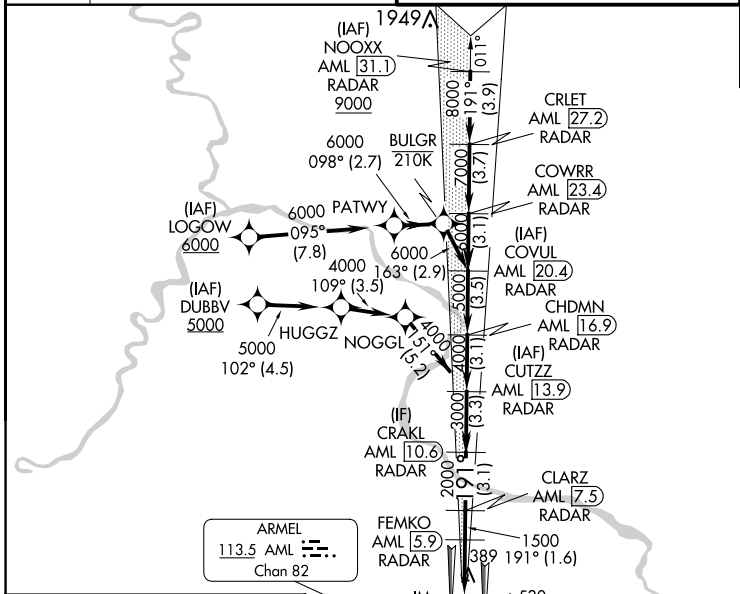 1949
(IAF)
NOOXX
AML 31.1
RADAR
9000
011°
8000
191°
(3.9)
CRLET
AML 27.2
RADAR
6000
098° (2.7)
BULGR
210K
7000
(3.7)
COWRR
AML 23.4
RADAR
(IAF)
LOGOW
6000
6000
095°
(7.8)
PATWY
6000
(3.1)
6000
163° (2.9)
(IAF)
COVUL
AML 20.4
RADAR
(IAF)
DUBBV
5000
4000
109° (3.5)
5000
(3.5)
CHDMN
AML 16.9
RADAR
HUGGZ
5000
102° (4.5)
NOGGL
4000
151°
(5.2)
4000
(3.1)
(IAF)
CUTZZ
AML 13.9
RADAR
3000
(3.3)
(IF)
CRAKL
AML 10.6
RADAR
2000
191°
(3.1)
CLARZ
AML 7.5
RADAR
ARMEL
113.5 AML
Chan 82
FEMKO
AML 5.9
RADAR
1500
389 191° (1.6)